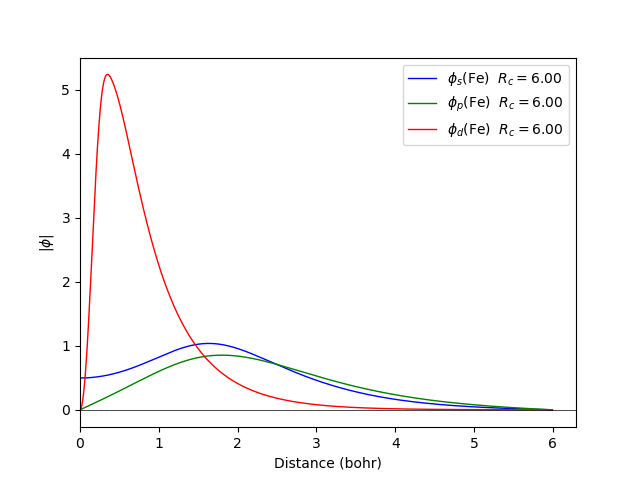 ϕs(Fe) Rc = 6.00
ϕp(Fe) Rc = 6.00
ϕd(Fe) Rc = 6.00
5
4
3
2
1
0
|ϕ|
0 1 2 3 4 5 6
Distance (bohr)